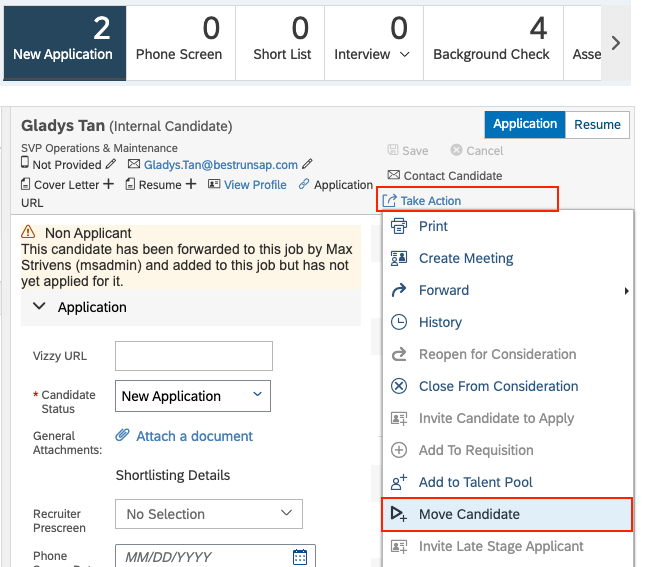 2
New Application
0
Phone Screen
0
Short List
0
Interview
4
Background Check
Asse
Gladys Tan (Internal Candidate)
SVP Operations & Maintenance
Not Provided
Gladys.Tan@bestrunsap.com
Cover Letter +
Resume +
View Profile
Application
URL
Application
Resume
Save
Cancel
Contact Candidate
Take Action
Non Applicant
This candidate has been forwarded to this job by Max
Strivens (msadmin) and added to this job but has not
yet applied for it.
Application
Vizzy URL
* Candidate
Status
New Application
General
Attachments:
Attach a document
Shortlisting Details
Recruiter
Prescreen
No Selection
Phone
MM/DD/YYYY
Print
Create Meeting
Forward
History
Reopen for Consideration
Close From Consideration
Invite Candidate to Apply
Add To Requisition
Add to Talent Pool
Move Candidate
Invite Late Stage Applicant